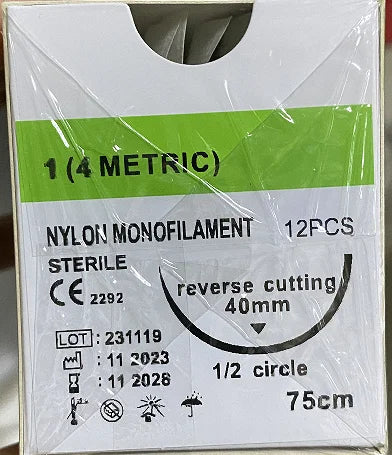 1 (4 METRIC)
NYLON MONOFILAMENT 12PCS
STERILE
CE 2292
reverse cutting
40mm
LOT : 231119
: 11 2023
: 11 2028
1/2 circle
75cm